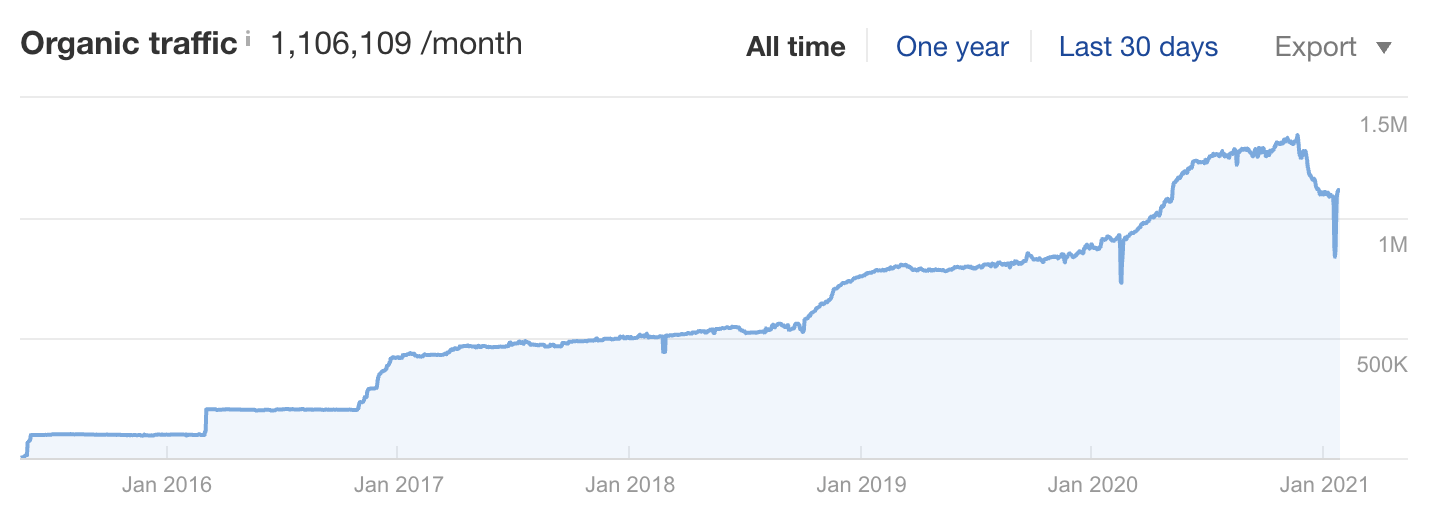 Organic traffic i 1,106,109 /month All time One year Last 30 days Export
1.5M
1M
500K
Jan 2016 Jan 2017 Jan 2018 Jan 2019 Jan 2020 Jan 2021